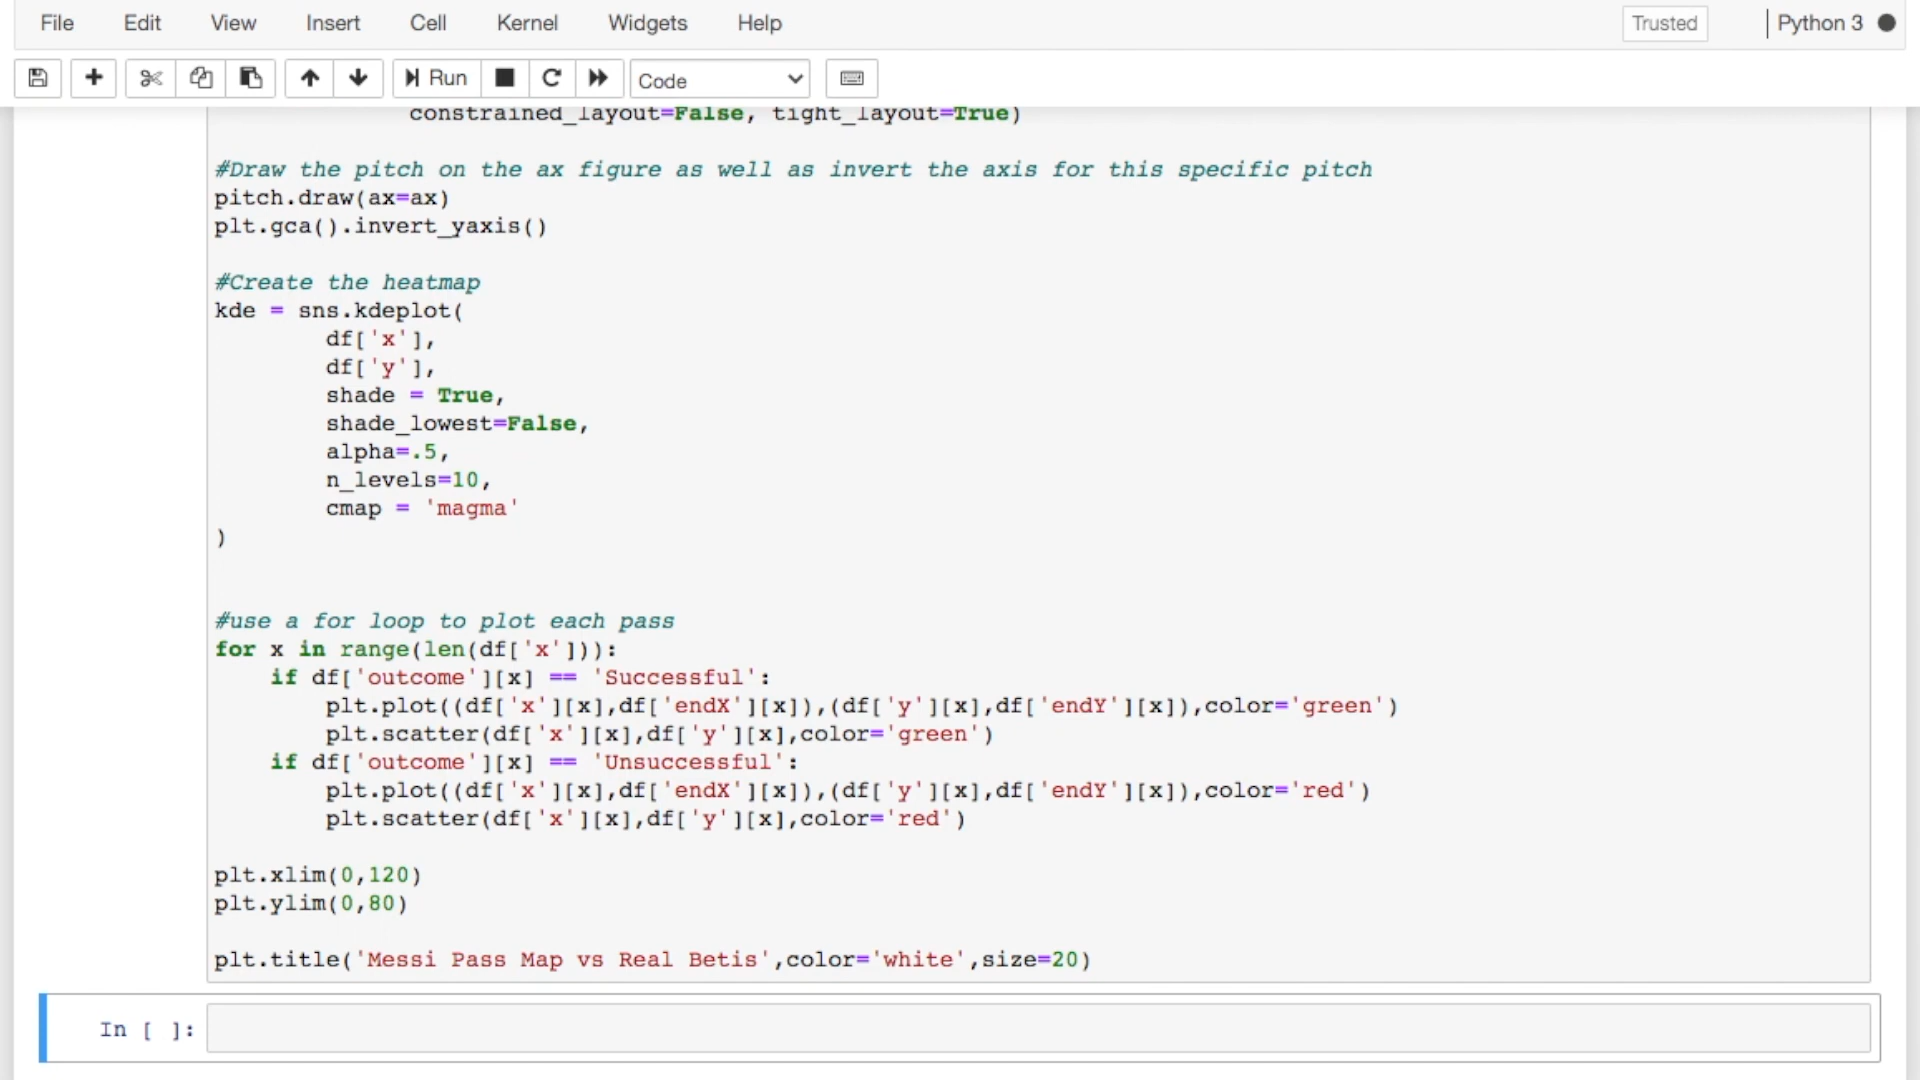 File Edit View Insert Cell Kernel Widgets Help Trusted Python 3
Run Code
constrained_layout=False, tight_layout=True)
#Draw the pitch on the ax figure as well as invert the axis for this specific pitch
pitch.draw(ax=ax)
plt.gca().invert_yaxis()
#Create the heatmap
kde = sns.kdeplot(
df['x'],
df['y'],
shade = True,
shade_lowest=False,
alpha=.5,
n_levels=10,
cmap = 'magma'
)
#use a for loop to plot each pass
for x in range(len(df['x'])):
if df['outcome'][x] == 'Successful':
plt.plot((df['x'][x],df['endX'][x]),(df['y'][x],df['endY'][x]),color='green')
plt.scatter(df['x'][x],df['y'][x],color='green')
if df['outcome'][x] == 'Unsuccessful':
plt.plot((df['x'][x],df['endX'][x]),(df['y'][x],df['endY'][x]),color='red')
plt.scatter(df['x'][x],df['y'][x],color='red')
plt.xlim(0,120)
plt.ylim(0,80)
plt.title('Messi Pass Map vs Real Betis',color='white',size=20)
In [ ]: